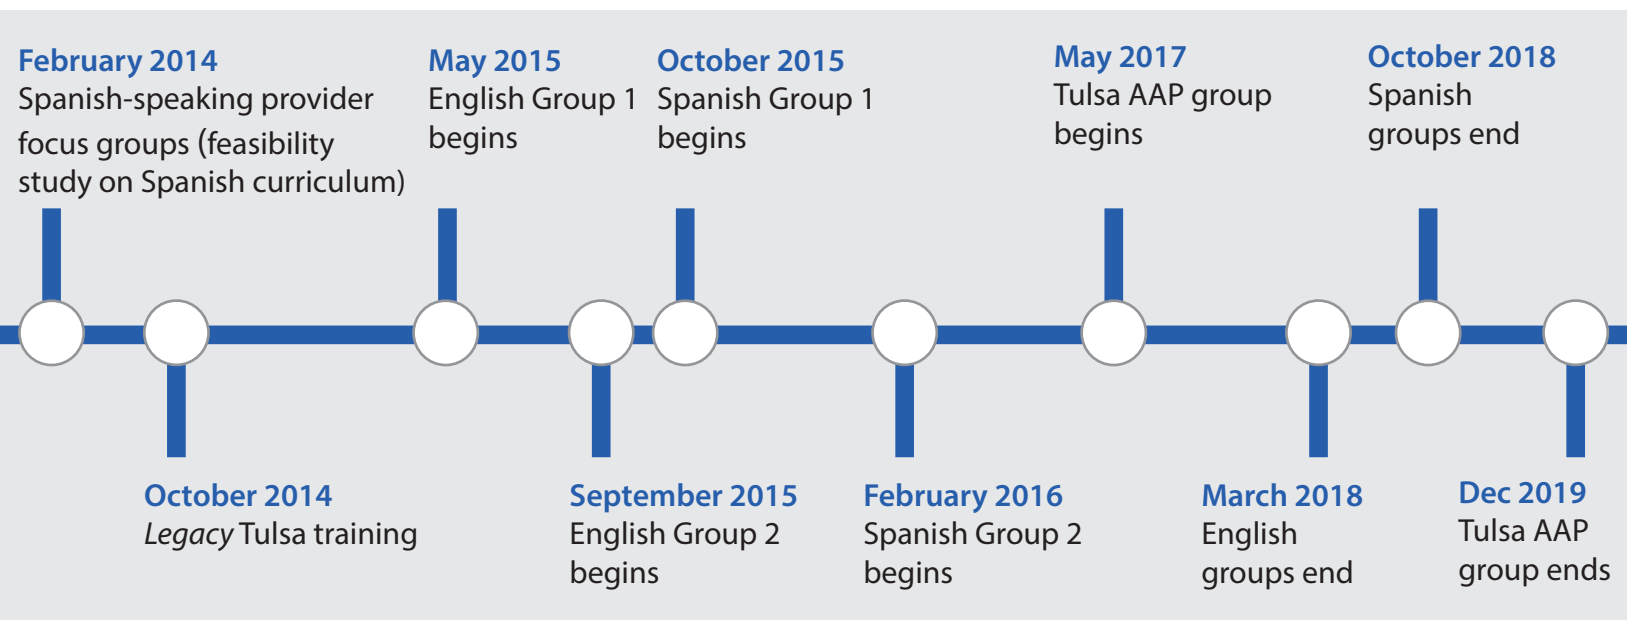 February 2014
Spanish-speaking provider
focus groups (feasibility
study on Spanish curriculum)
October 2014
Legacy Tulsa training
May 2015
English Group 1
begins
September 2015
English Group 2
begins
October 2015
Spanish Group 1
begins
February 2016
Spanish Group 2
begins
May 2017
Tulsa AAP group
begins
March 2018
English
groups end
October 2018
Spanish
groups end
Dec 2019
Tulsa AAP
group ends